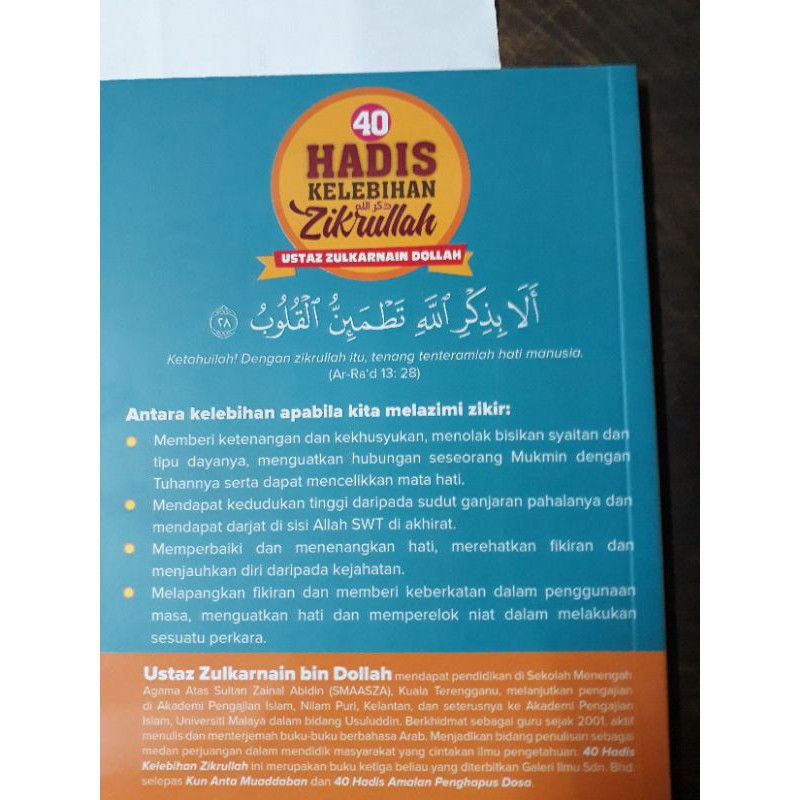 40
HADIS
KELEBIHAN
ذكر الله
Zikrullah
USTAZ ZULKARNAIN DOLLAH
أَلَا بِذِكْرِ ٱللَّهِ تَطْمَئِنُّ ٱلْقُلُوبُ ٢٨
Ketahuilah! Dengan zikrullah itu, tenang tenteramlah hati manusia.
(Ar-Ra'd 13: 28)
Antara kelebihan apabila kita melazimi zikir:
Memberi ketenangan dan kekhusyukan, menolak bisikan syaitan dan
tipu dayanya, menguatkan hubungan seseorang Mukmin dengan
Tuhannya serta dapat mencelikkan mata hati.
Mendapat kedudukan tinggi daripada sudut ganjaran pahalanya dan
mendapat darjat di sisi Allah SWT di akhirat.
Memperbaiki dan menenangkan hati, merehatkan fikiran dan
menjauhkan diri daripada kejahatan.
Melapangkan fikiran dan memberi keberkatan dalam penggunaan
masa, menguatkan hati dan memperelok niat dalam melakukan
sesuatu perkara.
Ustaz Zulkarnain bin Dollah mendapat pendidikan di Sekolah Menengah
Agama Atas Sultan Zainal Abidin (SMAASZA), Kuala Terengganu, melanjutkan pengajian
di Akademi Pengajian Islam, Nilam Puri, Kelantan, dan seterusnya ke Akademi Pengajian
Islam, Universiti Malaya dalam bidang Usuluddin. Berkhidmat sebagai guru sejak 2001, aktif
menulis dan menterjemah buku-buku berbahasa Arab. Menjadikan bidang penulisan sebagai
medan perjuangan dalam mendidik masyarakat yang cintakan ilmu pengetahuan. 40 Hadis
Kelebihan Zikrullah ini merupakan buku ketiga beliau yang diterbitkan Galeri Ilmu Sdn. Bhd.
selepas Kun Anta Muaddaban dan 40 Hadis Amalan Penghapus Dosa.